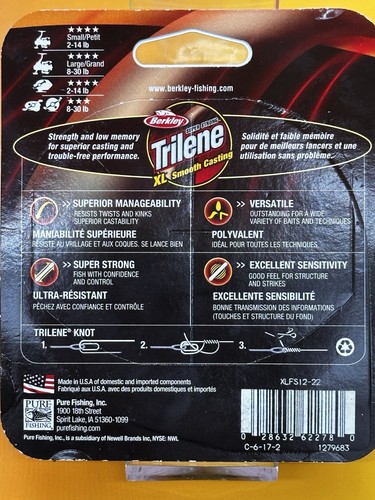 ★★★★
Small/Petit
2-14 lb
★★★★
Large/Grand
8-30 lb
★★★★
2-14 lb
★★★
8-30 lb
www.berkley-fishing.com
Berkley
SUPER STRONG
Trilene
XL Smooth Casting
Strength and low memory
for superior casting and
trouble-free performance.
Solidité et faible mémoire
pour de meilleurs lancers et une
utilisation sans problème.
>> SUPERIOR MANAGEABILITY
RESISTS TWISTS AND KINKS
SUPERIOR CASTABILITY
MANIABILITÉ SUPÉRIEURE
RÉSISTE AU VRILLAGE ET AUX COQUES. SE LANCE BIEN
>> VERSATILE
OUTSTANDING FOR A WIDE
VARIETY OF BAITS AND TECHNIQUES
POLYVALENT
IDÉAL POUR TOUTES LES TECHNIQUES.
>> SUPER STRONG
FISH WITH CONFIDENCE
AND CONTROL
ULTRA-RÉSISTANT
PÊCHEZ AVEC CONFIANCE ET CONTRÔLE
>> EXCELLENT SENSITIVITY
GOOD FEEL FOR STRUCTURE
AND STRIKES
EXCELLENTE SENSIBILITÉ
BONNE TRANSMISSION DES INFORMATIONS
(TOUCHES ET STRUCTURE DU FOND)
TRILENE® KNOT
1. 2. 3.
Made in U.S.A of domestic and imported components
Fabriqué aux U.S.A. avec des produits domestiques et importés
PURE FISHING
Pure Fishing, Inc.
1900 18th Street
Spirit Lake, IA 51360-1099
purefishing.com
Pure Fishing, Inc., is a subsidiary of Newell Brands Inc, NYSE: NWL
XLFS12-22
0 28632 62278 0
C-6-17-2 1279683